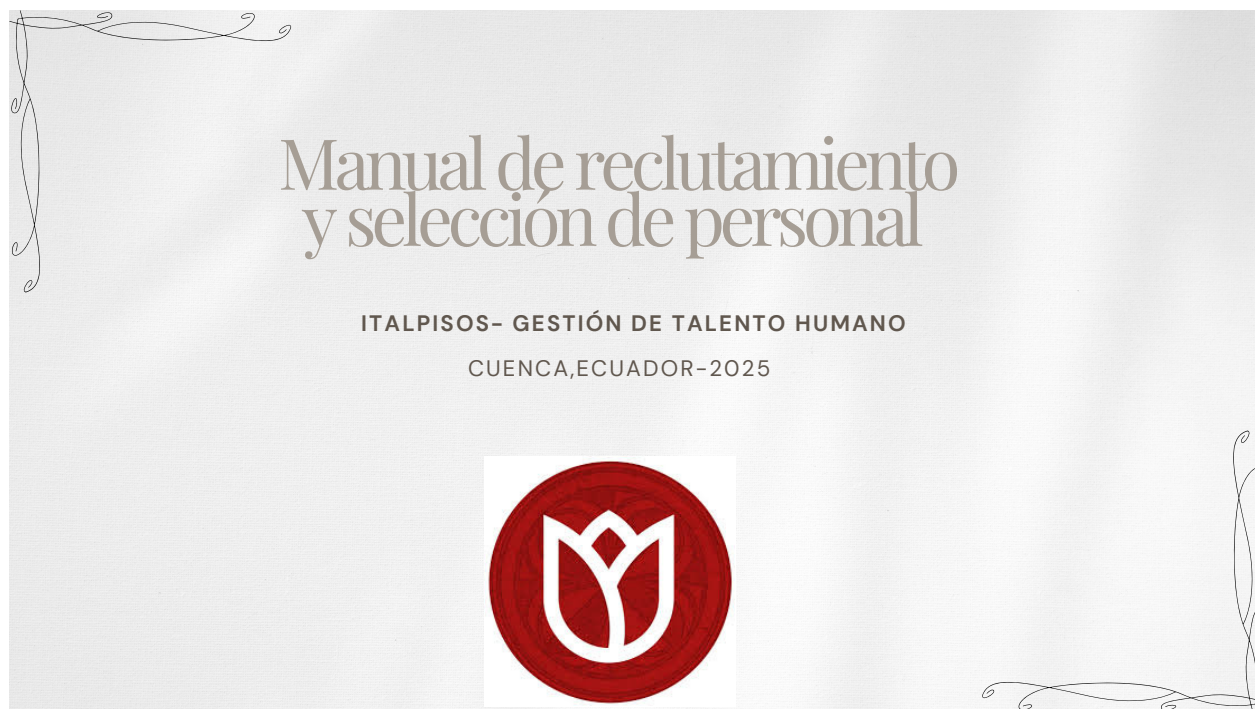 Manual de reclutamiento
y selección de personal
ITALPISOS- GESTIÓN DE TALENTO HUMANO
CUENCA,ECUADOR-2025